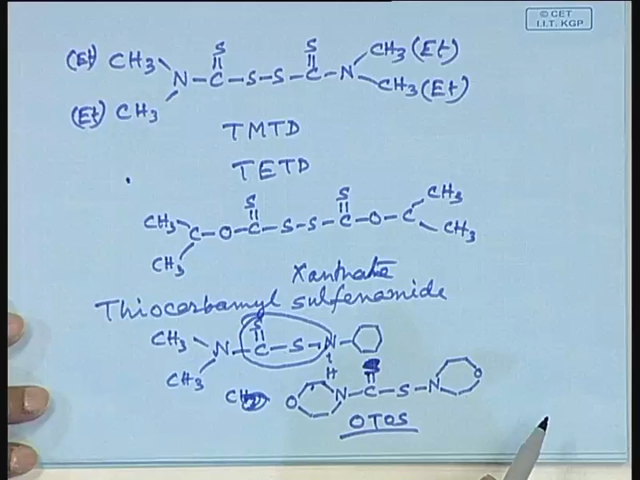 © CET
I.I.T. KGP
(Et) CH3 S S CH3 (Et)
N – C – S – S – C – N
(Et) CH3 CH3 (Et)
TMTD
TETD
CH3 S S CH3
C – O – C – S – S – C – O – C
CH3 CH3
Xanthate
Thiocarbamyl sulfenamide
CH3 S
N – C – S – N
CH3 H
O N – C – S – N O
OTOS